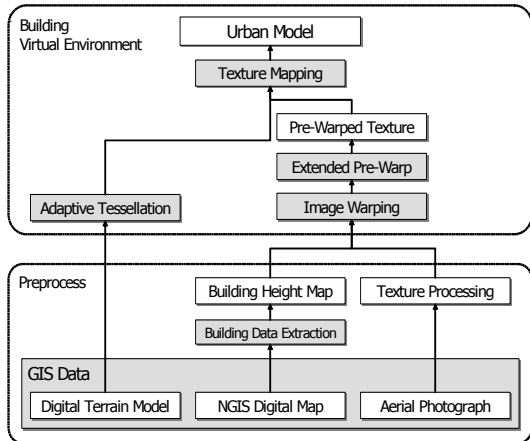 Building
Virtual Environment
Urban Model
Texture Mapping
Pre-Warped Texture
Extended Pre-Warp
Adaptive Tessellation
Image Warping
Preprocess
Building Height Map
Texture Processing
Building Data Extraction
GIS Data
Digital Terrain Model
NGIS Digital Map
Aerial Photograph